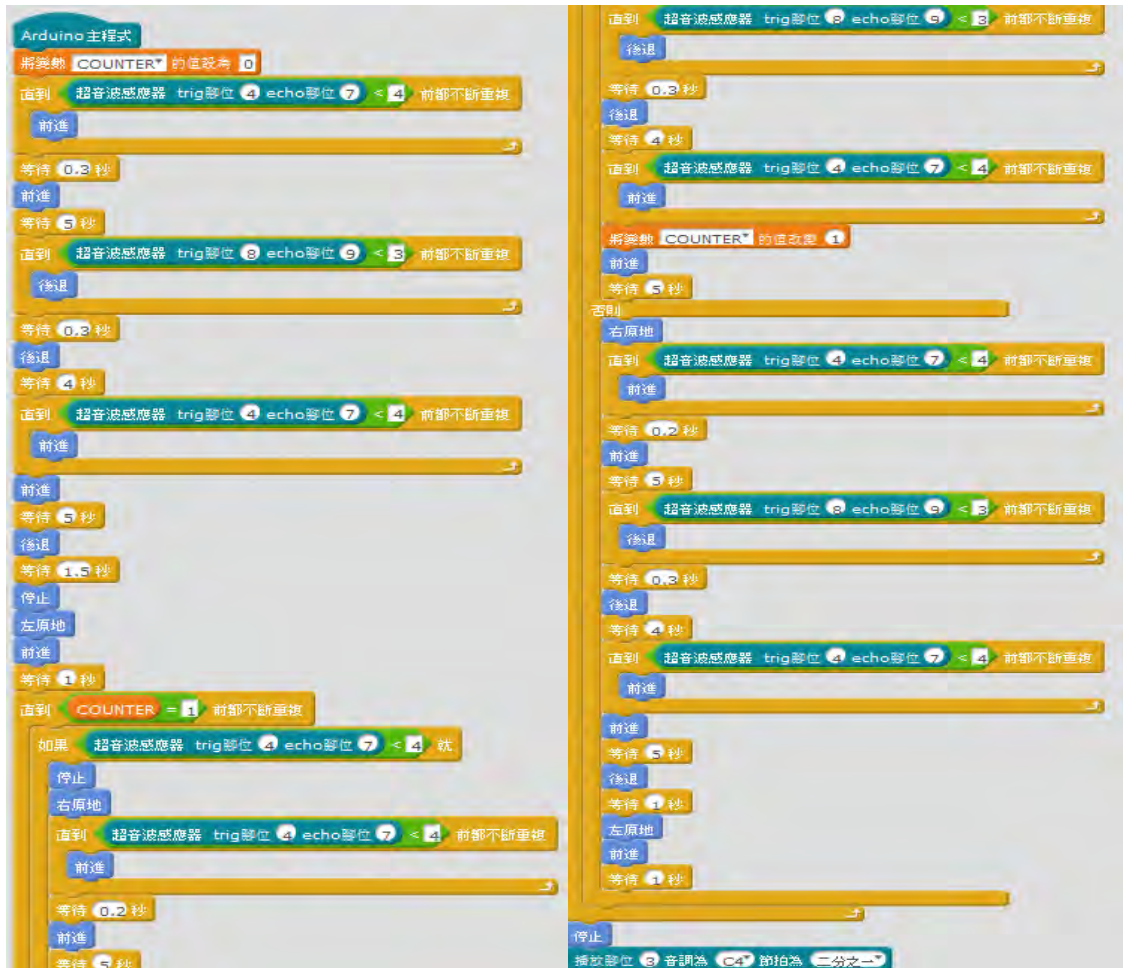 Arduino 主程式
將變數 COUNTER 的值設為 0
直到 超音波感應器 trig腳位 4 echo腳位 7 < 4 前都不斷重複
前進
等待 0.3 秒
前進
等待 5 秒
直到 超音波感應器 trig腳位 8 echo腳位 9 < 3 前都不斷重複
後退
等待 0.3 秒
後退
等待 4 秒
直到 超音波感應器 trig腳位 4 echo腳位 7 < 4 前都不斷重複
前進
前進
等待 5 秒
後退
等待 1.5 秒
停止
左原地
前進
等待 1 秒
直到 COUNTER = 1 前都不斷重複
如果 超音波感應器 trig腳位 4 echo腳位 7 < 4 就
停止
右原地
直到 超音波感應器 trig腳位 4 echo腳位 7 < 4 前都不斷重複
前進
等待 0.2 秒
前進
等待 5 秒
直到 超音波感應器 trig腳位 8 echo腳位 9 < 3 前都不斷重複
後退
等待 0.3 秒
後退
等待 4 秒
直到 超音波感應器 trig腳位 4 echo腳位 7 < 4 前都不斷重複
前進
將變數 COUNTER 的值改變 1
前進
等待 5 秒
否則
右原地
直到 超音波感應器 trig腳位 4 echo腳位 7 < 4 前都不斷重複
前進
等待 0.2 秒
前進
等待 5 秒
直到 超音波感應器 trig腳位 8 echo腳位 9 < 3 前都不斷重複
後退
等待 0.3 秒
後退
等待 4 秒
直到 超音波感應器 trig腳位 4 echo腳位 7 < 4 前都不斷重複
前進
前進
等待 5 秒
後退
等待 1 秒
左原地
前進
等待 1 秒
停止
播放腳位 3 音調為 C4 節拍為 二分之一